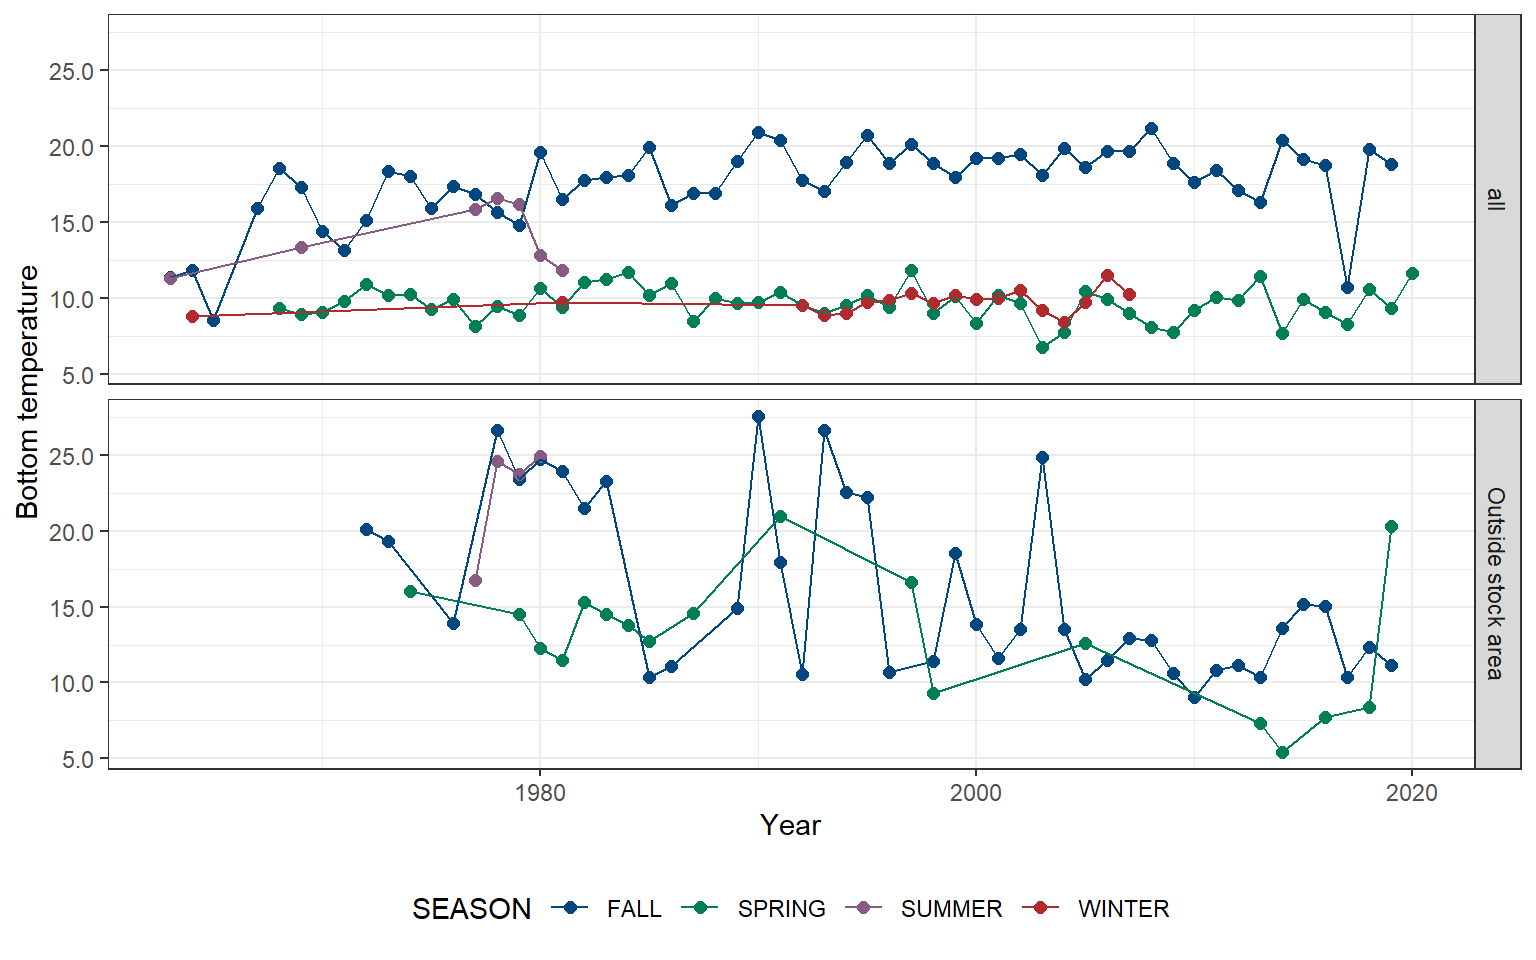 Bottom temperature
25.0
20.0
15.0
10.0
5.0
all
25.0
20.0
15.0
10.0
5.0
Outside stock area
1980 2000 2020
Year
SEASON FALL SPRING SUMMER WINTER